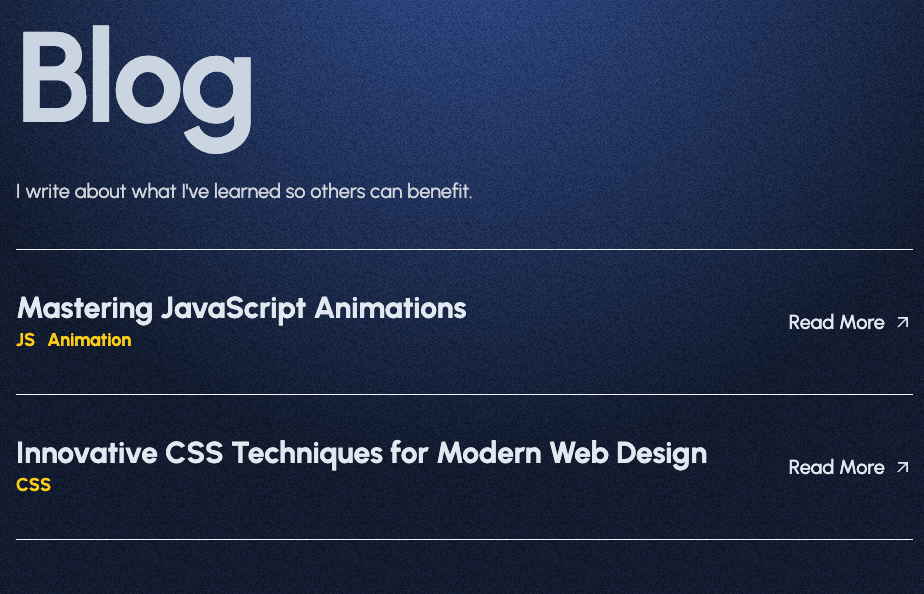 Blog
I write about what I've learned so others can benefit.
Mastering JavaScript Animations
JS Animation
Read More
Innovative CSS Techniques for Modern Web Design
CSS
Read More